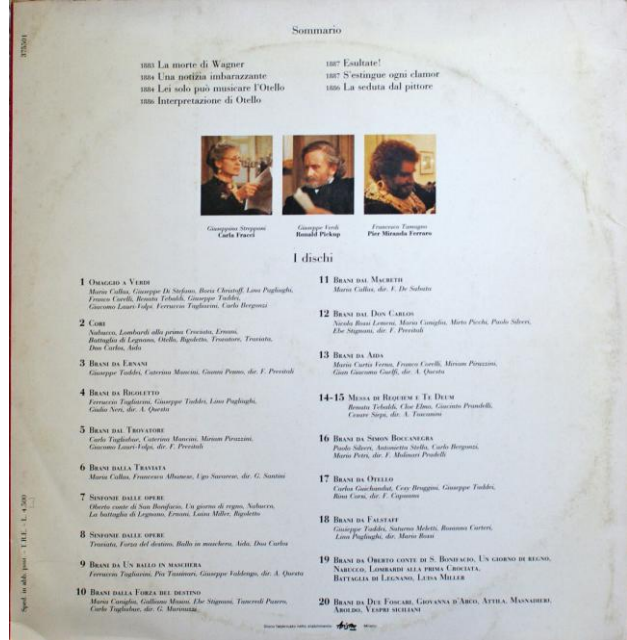 Sommario
1883 La morte di Wagner
1884 Una notizia imbarazzante
1884 Lei solo può musicare l'Otello
1886 Interpretazione di Otello
1887 Esultate!
1887 S'estingue ogni clamor
1886 La seduta dal pittore
Giuseppina Strepponi
Carla Fracci
Giuseppe Verdi
Ronald Pickup
Francesco Tamagno
Pier Miranda Ferraro
I dischi
1 Omaggio a Verdi
Maria Callas, Giuseppe Di Stefano, Boris Christoff, Lina Pagliughi,
Franco Corelli, Renata Tebaldi, Giuseppe Taddei,
Giacomo Lauri-Volpi, Ferruccio Tagliavini, Carlo Bergonzi
2 Cori
Nabucco, Lombardi alla prima Crociata, Ernani,
Battaglia di Legnano, Otello, Rigoletto, Trovatore, Traviata,
Don Carlos, Aida
3 Brani da Ernani
Giuseppe Taddei, Caterina Mancini, Gianni Penno, dir. F. Previtali
4 Brani da Rigoletto
Ferruccio Tagliavini, Giuseppe Taddei, Lina Pagliughi,
Giulio Neri, dir. A. Questa
5 Brani dal Trovatore
Carlo Tagliabue, Caterina Mancini, Miriam Pirazzini,
Giacomo Lauri-Volpi, dir. F. Previtali
6 Brani dalla Traviata
Maria Callas, Francesco Albanese, Ugo Savarese, dir. G. Santini
7 Sinfonie dalle opere
Oberto conte di San Bonifacio, Un giorno di regno, Nabucco,
La battaglia di Legnano, Ernani, Luisa Miller, Rigoletto
8 Sinfonie dalle opere
Traviata, Forza del destino, Ballo in maschera, Aida, Don Carlos
9 Brani da Un ballo in maschera
Ferruccio Tagliavini, Pia Tassinari, Giuseppe Valdengo, dir. A. Questa
10 Brani dalla Forza del destino
Maria Caniglia, Galliano Masini, Ebe Stignani, Tancredi Pasero,
Carlo Tagliabue, dir. G. Marinuzzi
11 Brani dal Macbeth
Maria Callas, dir. F. De Sabata
12 Brani dal Don Carlos
Nicola Rossi Lemeni, Maria Caniglia, Mirto Picchi, Paolo Silveri,
Ebe Stignani, dir. F. Previtali
13 Brani da Aida
Maria Curtis Verna, Franco Corelli, Miriam Pirazzini,
Gian Giacomo Guelfi, dir. A. Questa
14-15 Messa di Requiem e Te Deum
Renata Tebaldi, Cloe Elmo, Giacinto Prandelli,
Cesare Siepi, dir. A. Toscanini
16 Brani da Simon Boccanegra
Paolo Silveri, Antonietta Stella, Carlo Bergonzi,
Mario Petri, dir. F. Molinari Pradelli
17 Brani da Otello
Carlos Guichandut, Cesy Broggini, Giuseppe Taddei,
Rina Corsi, dir. F. Capuana
18 Brani da Falstaff
Giuseppe Taddei, Saturno Meletti, Rosanna Carteri,
Lina Pagliughi, dir. Mario Rossi
19 Brani da Oberto conte di S. Bonifacio, Un giorno di regno,
Nabucco, Lombardi alla prima Crociata,
Battaglia di Legnano, Luisa Miller
20 Brani da Due Foscari, Giovanna d'Arco, Attila, Masnadieri,
Aroldo, Vespri siciliani
Sped. in abb. post.
L. 4.500